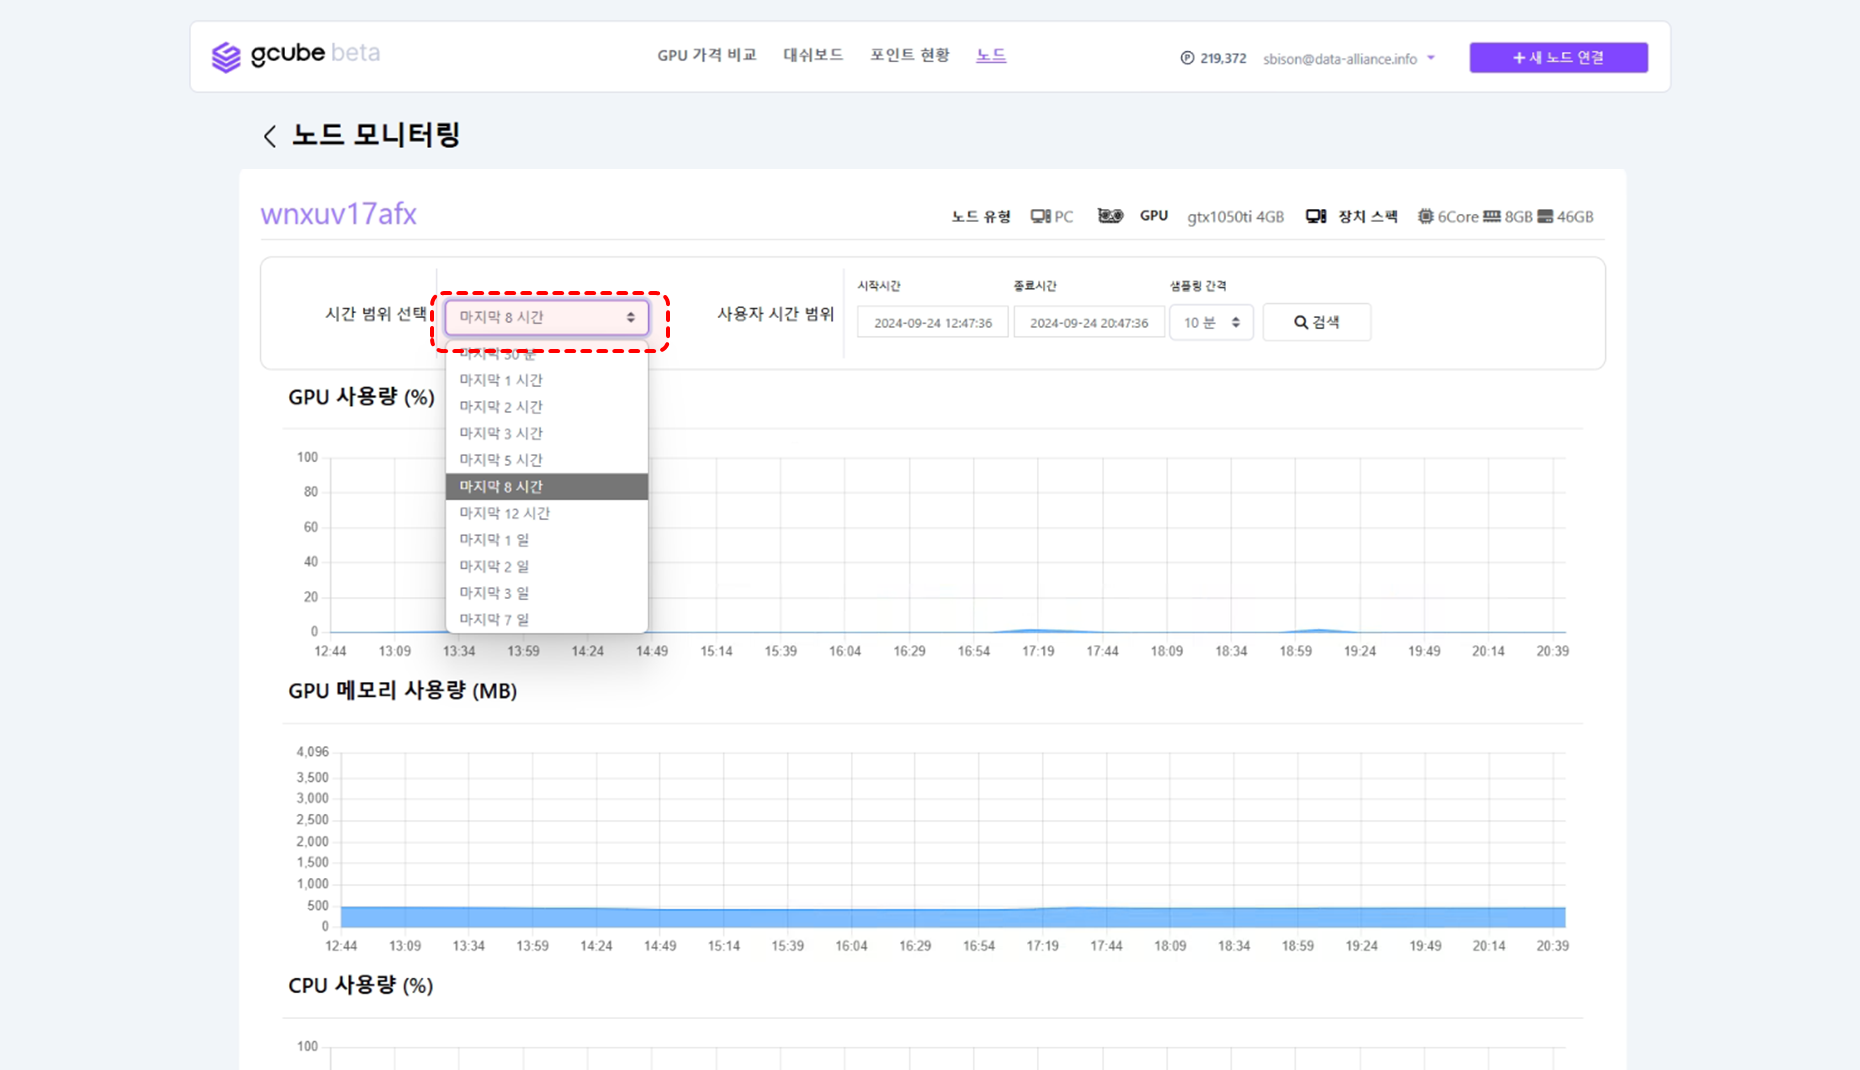 gcube beta
GPU 가격 비교 대쉬보드 포인트 현황 노드
Ⓟ 219,372 sbison@data-alliance.info
+ 새 노드 연결
노드 모니터링
wnxuv17afx
노드 유형 PC GPU gtx1050ti 4GB 장치 스펙 6Core 8GB 46GB
시간 범위 선택
마지막 8 시간
사용자 시간 범위
시작시간 종료시간 샘플링 간격
2024-09-24 12:47:36 2024-09-24 20:47:36 10 분 검색
마지막 30 분
마지막 1 시간
마지막 2 시간
마지막 3 시간
마지막 5 시간
마지막 8 시간
마지막 12 시간
마지막 1 일
마지막 2 일
마지막 3 일
마지막 7 일
GPU 사용량 (%)
100
80
60
40
20
0
12:44 13:09 13:34 13:59 14:24 14:49 15:14 15:39 16:04 16:29 16:54 17:19 17:44 18:09 18:34 18:59 19:24 19:49 20:14 20:39
GPU 메모리 사용량 (MB)
4,096
3,500
3,000
2,500
2,000
1,500
1,000
500
0
12:44 13:09 13:34 13:59 14:24 14:49 15:14 15:39 16:04 16:29 16:54 17:19 17:44 18:09 18:34 18:59 19:24 19:49 20:14 20:39
CPU 사용량 (%)
100